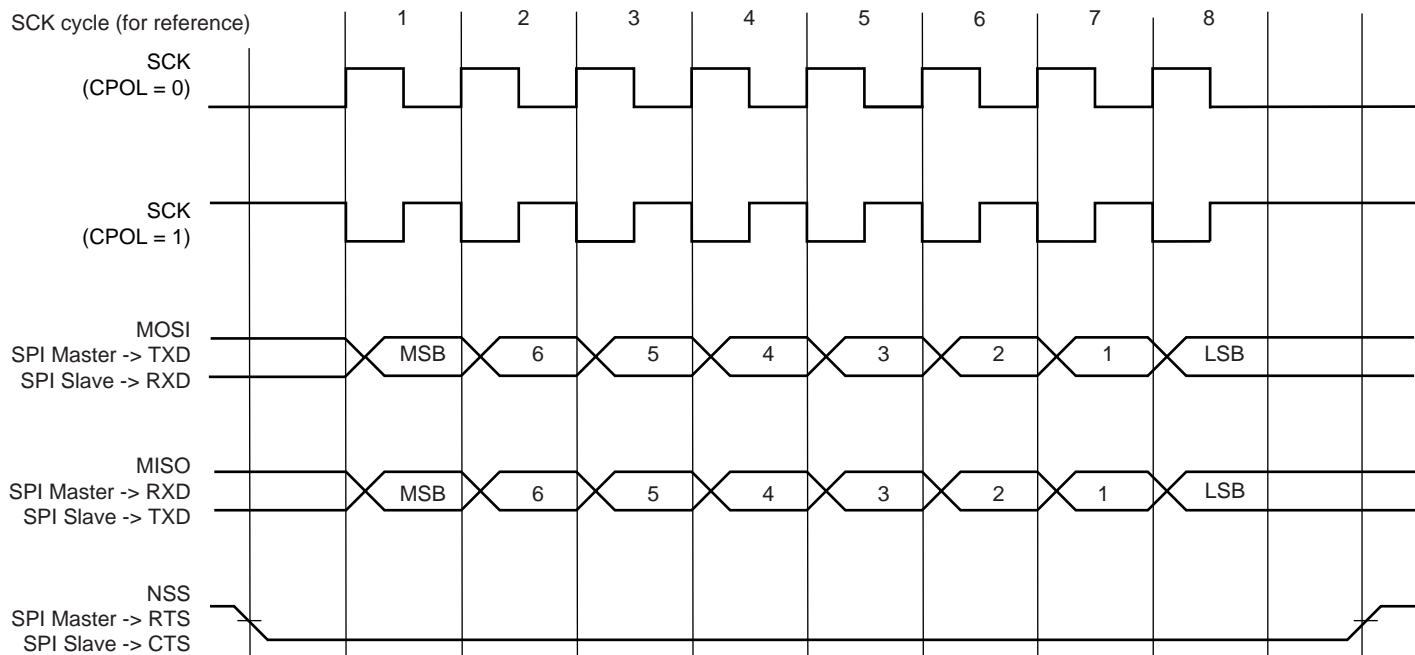 SCK cycle (for reference)
1 2 3 4 5 6 7 8
SCK
(CPOL = 0)
SCK
(CPOL = 1)
MOSI
SPI Master -> TXD
SPI Slave -> RXD
MSB 6 5 4 3 2 1 LSB
MISO
SPI Master -> RXD
SPI Slave -> TXD
MSB 6 5 4 3 2 1 LSB
NSS
SPI Master -> RTS
SPI Slave -> CTS